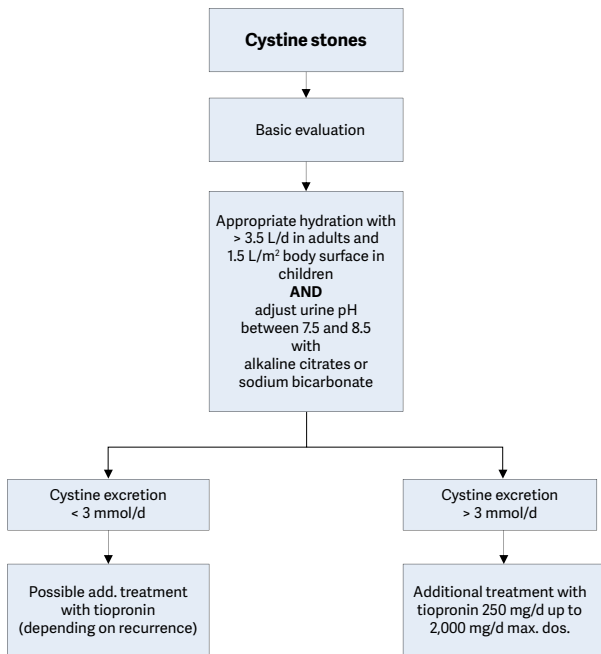 Cystine stones
Basic evaluation
Appropriate hydration with
> 3.5 L/d in adults and
1.5 L/m² body surface in
children
AND
adjust urine pH
between 7.5 and 8.5
with
alkaline citrates or
sodium bicarbonate
Cystine excretion
< 3 mmol/d
Cystine excretion
> 3 mmol/d
Possible add. treatment
with tiopronin
(depending on recurrence)
Additional treatment with
tiopronin 250 mg/d up to
2,000 mg/d max. dos.